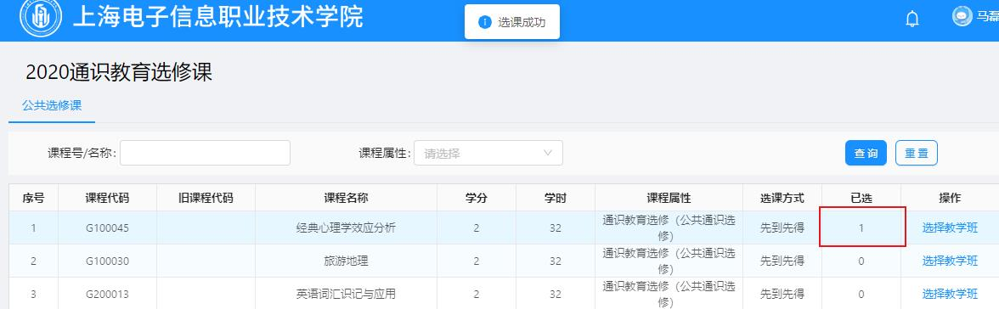 上海电子信息职业技术学院
选课成功
马磊
2020通识教育选修课
公共选修课
课程号/名称:
课程属性: 请选择
查 询 重 置
序号 课程代码 旧课程代码 课程名称 学分 学时 课程属性 选课方式 已选 操作
1 G100045 经典心理学效应分析 2 32 通识教育选修（公共通识选修） 先到先得 1 选择教学班
2 G100030 旅游地理 2 32 通识教育选修（公共通识选修） 先到先得 0 选择教学班
3 G200013 英语词汇识记与应用 2 32 通识教育选修（公共通识选修） 先到先得 0 选择教学班